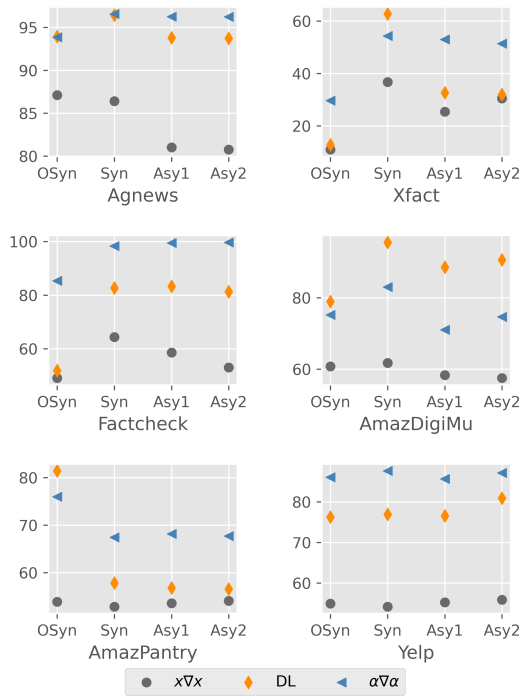 95
90
85
80
OSyn Syn Asy1 Asy2
Agnews
60
40
20
OSyn Syn Asy1 Asy2
Xfact
100
80
60
OSyn Syn Asy1 Asy2
Factcheck
80
60
OSyn Syn Asy1 Asy2
AmazDigiMu
80
70
60
OSyn Syn Asy1 Asy2
AmazPantry
80
70
60
OSyn Syn Asy1 Asy2
Yelp
x∇x DL α∇α